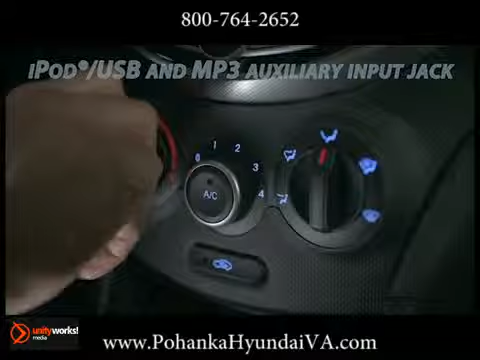 800-764-2652
iPod®/USB and MP3 auxiliary input jack
0 1 2 3 4
A/C
unityworks!
media
www.PohankaHyundaiVA.com